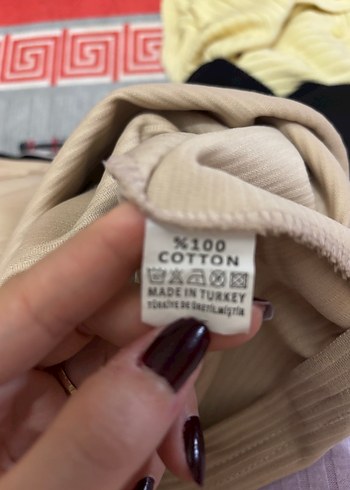 %100
COTTON
MADE IN TURKEY
TÜRKİYE'DE ÜRETİLMİŞTİR